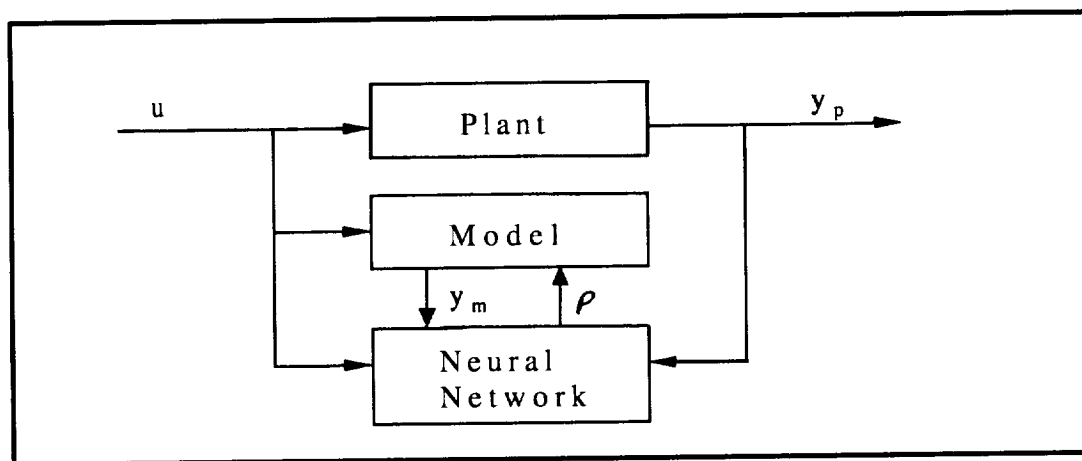 u
Plant
y p
Model
y m
ρ
Neural
Network